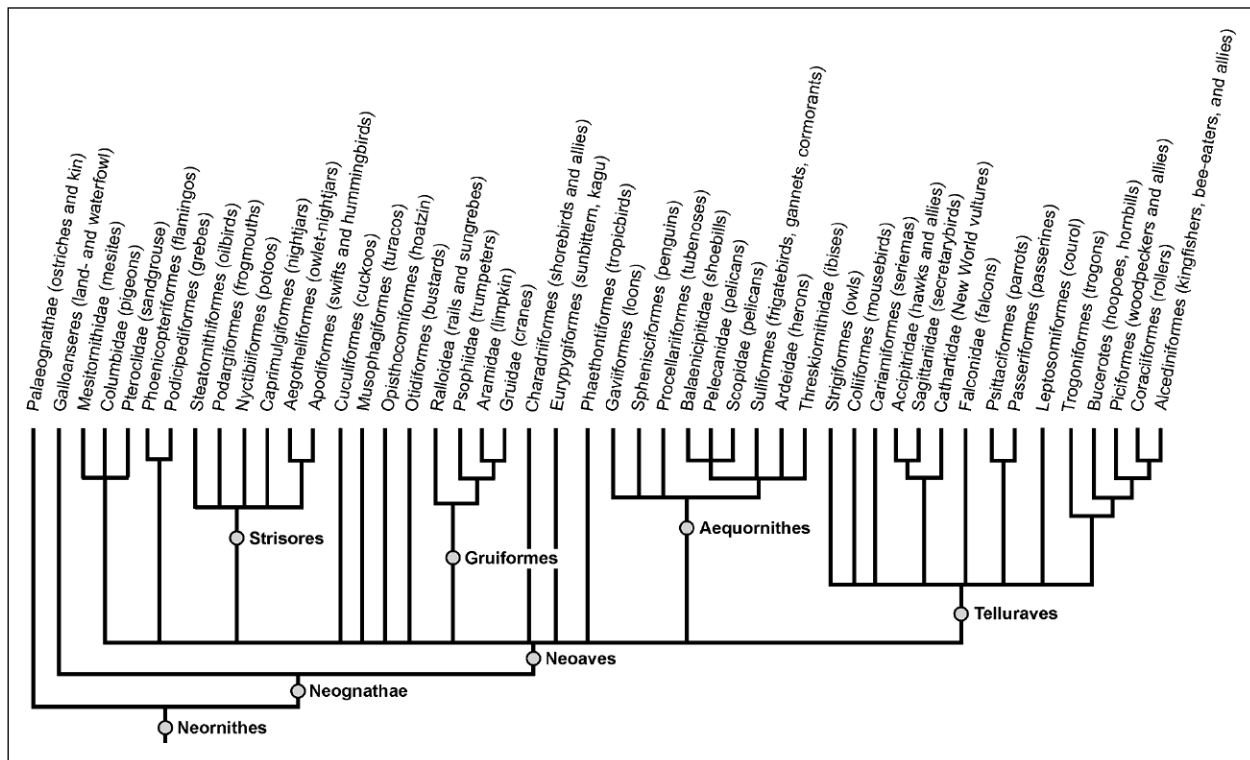 Palaeognathae (ostriches and kin)
Galloanseres (land- and waterfowl)
Mesitornithidae (mesites)
Columbidae (pigeons)
Pteroclidae (sandgrouse)
Phoenicopteriformes (flamingos)
Podicipediformes (grebes)
Steatornithiformes (oilbirds)
Podargiformes (frogmouths)
Nyctibiformes (potoos)
Caprimulgiformes (nightjars)
Aegotheliformes (owlet-nightjars)
Apodiformes (swifts and hummingbirds)
Cuculiformes (cuckoos)
Musophagiformes (turacos)
Opisthocomiformes (hoatzin)
Otidiformes (bustards)
Ralloidea (rails and sungrebes)
Psophiidae (trumpeters)
Aramidae (limpkin)
Gruidae (cranes)
Charadriiformes (shorebirds and allies)
Eurypygiformes (sunbittern, kagu)
Phaethontiformes (tropicbirds)
Gaviiformes (loons)
Sphenisciformes (penguins)
Procellariiformes (tubenoses)
Balaenicipitidae (shoebills)
Pelecanidae (pelicans)
Scopidae (pelicans)
Suliformes (frigatebirds, gannets, cormorants)
Ardeidae (herons)
Threskiornithidae (ibises)
Strigiformes (owls)
Coliiformes (mousebirds)
Cariamiformes (seriemas)
Acciptridae (hawks and allies)
Sagittariidae (secretarybirds)
Cathartidae (New World vultures)
Falconidae (falcons)
Psittaciformes (parrots)
Passeriformes (passerines)
Leptosomiformes (courol)
Trogoniformes (trogons)
Bucerotes (hoopoes, hornbills)
Piciformes (woodpeckers and allies)
Coraciiformes (rollers)
Alcediniformes (kingfishers, bee-eaters, and allies)
Strisores
Gruiformes
Aequornithes
Telluraves
Neoaves
Neognathae
Neornithes